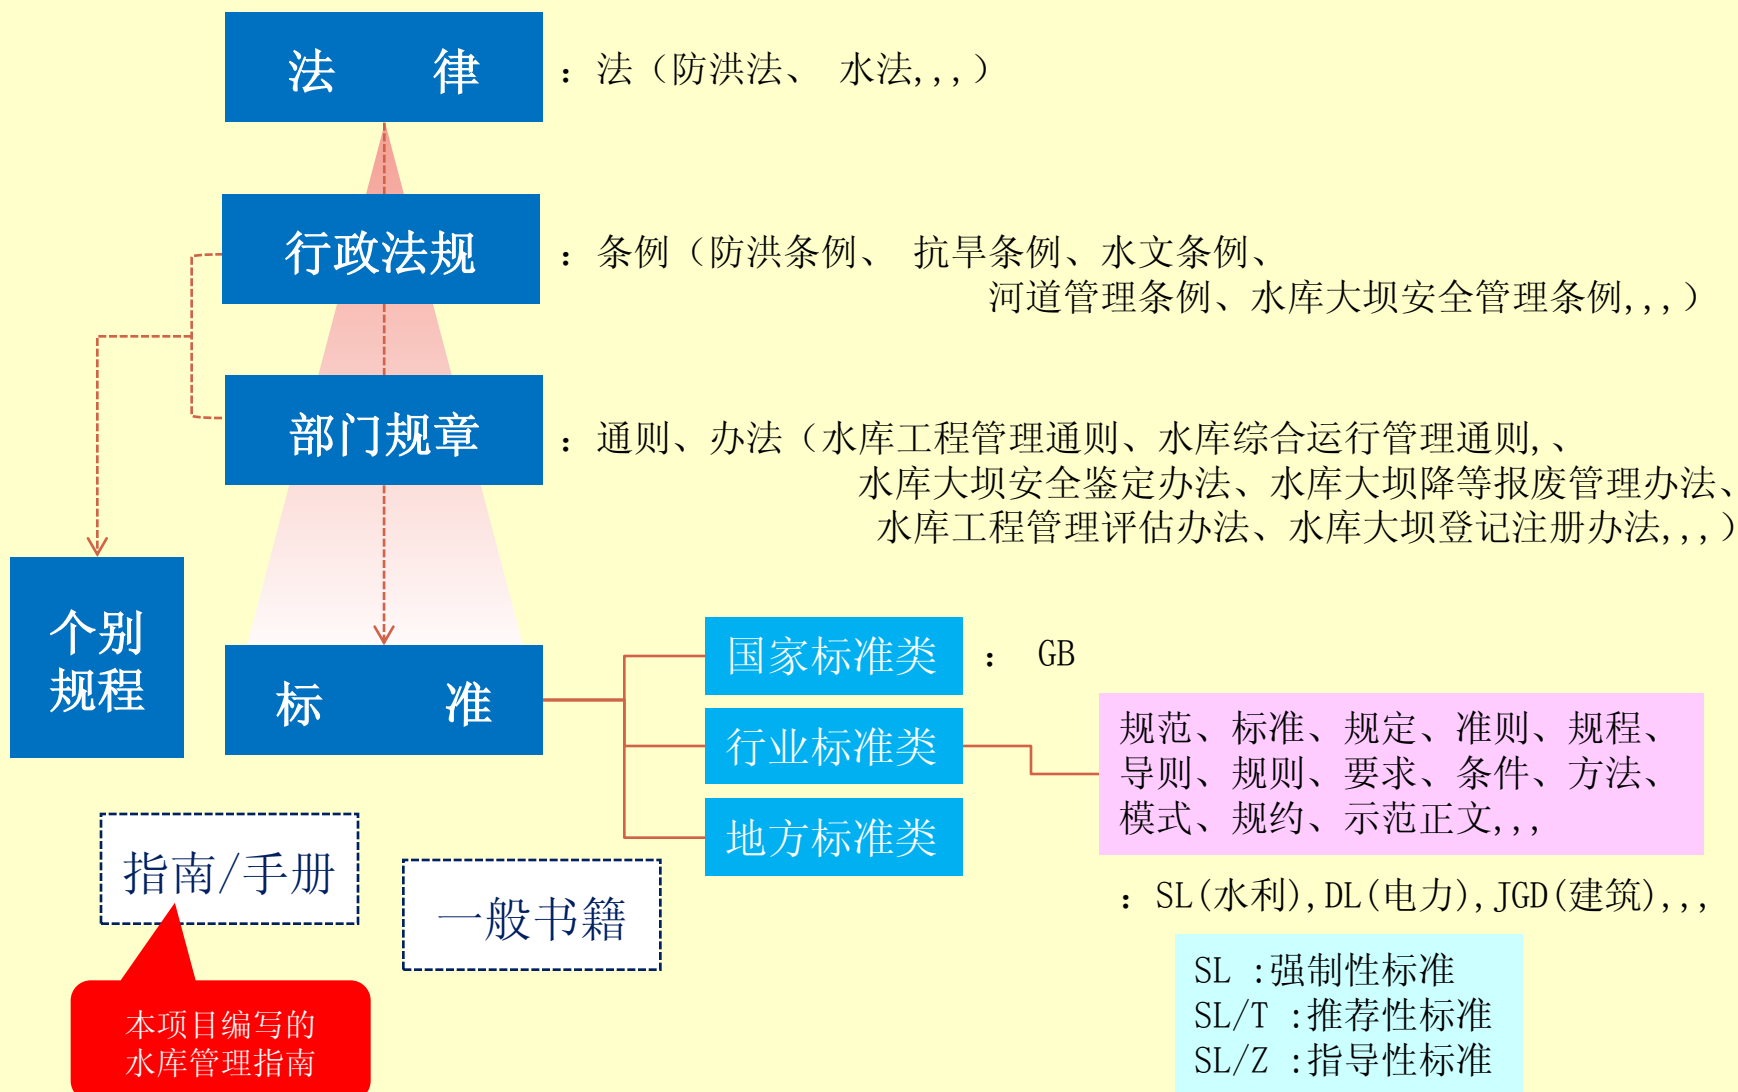 法 律
：法（防洪法、 水法,,,）
行政法规
：条例（防洪条例、 抗旱条例、水文条例、
河道管理条例、水库大坝安全管理条例,,,）
部门规章
：通则、办法（水库工程管理通则、水库综合运行管理通则,、
水库大坝安全鉴定办法、水库大坝降等报废管理办法、
水库工程管理评估办法、水库大坝登记注册办法,,,）
个别
规程
标 准
国家标准类
： GB
行业标准类
地方标准类
规范、标准、规定、准则、规程、
导则、规则、要求、条件、方法、
模式、规约、示范正文,,,
：SL(水利),DL(电力),JGD(建筑),,,
SL :强制性标准
SL/T :推荐性标准
SL/Z :指导性标准
指南/手册
一般书籍
本项目编写的
水库管理指南